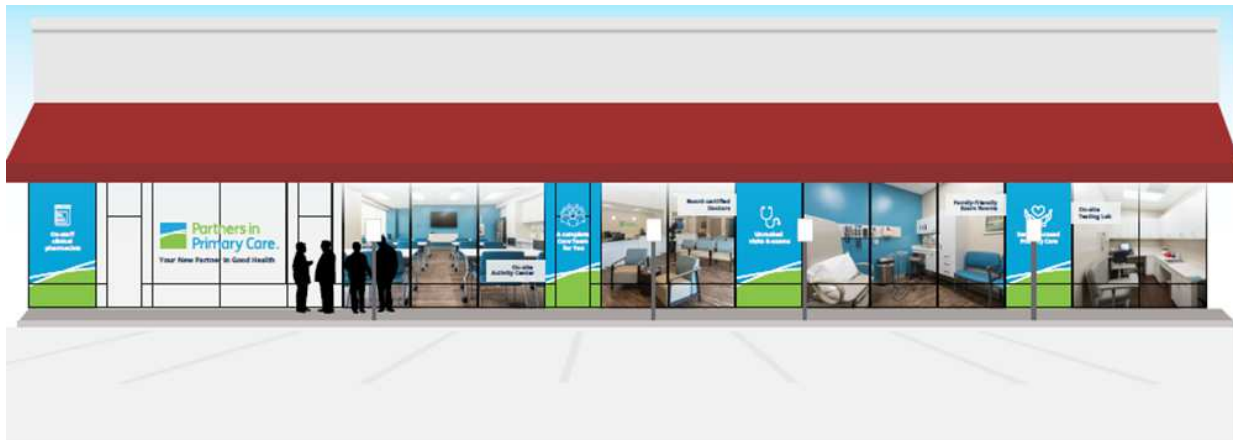 On-staff
clinical
pharmacist
Partners in
Primary Care.
Your New Partner in Good Health
On-site
Activity Center
A complete
Care Team
for You
Board-certified
Doctors
Unrushed
visits & exams
Family-friendly
Exam Rooms
Primary Care
On-site
Testing Lab